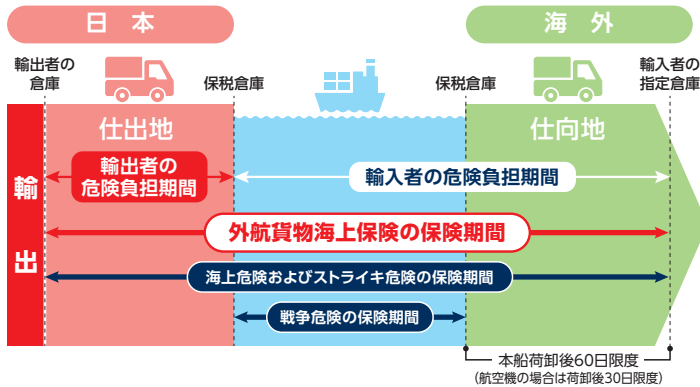 日 本
海 外
輸出者の
倉庫
保税倉庫
保税倉庫
輸入者の
指定倉庫
仕出地
仕向地
輸出
輸出者の
危険負担期間
輸入者の危険負担期間
外航貨物海上保険の保険期間
海上危険およびストライキ危険の保険期間
戦争危険の保険期間
本船荷卸後60日限度
(航空機の場合は荷卸後30日限度)